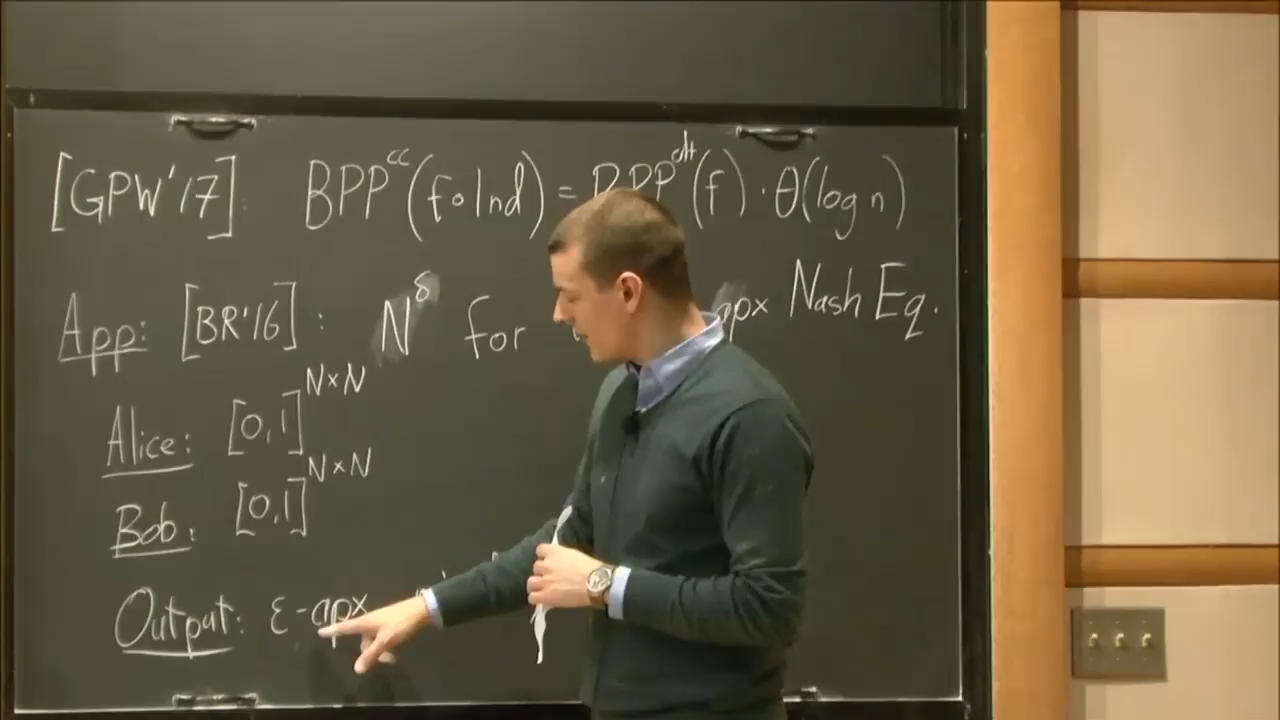 [GPW'17]: BPP^cc (f∘Ind) = BPP^dt (f) · θ(log n)
App: [BR'16] : N^δ for apx Nash Eq.
Alice: [0,1]^N×N
Bob: [0,1]^N×N
Output: ε-apx